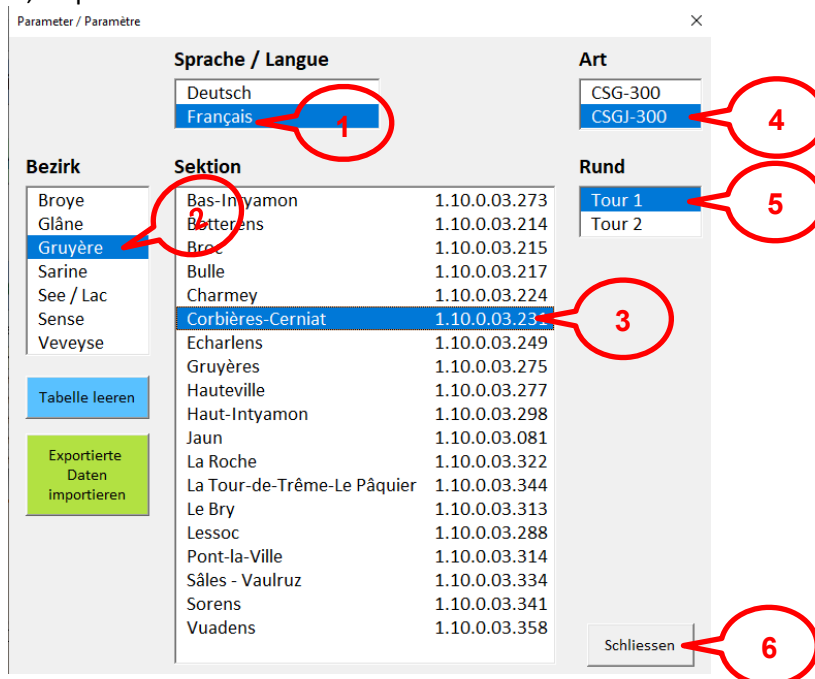 Parameter / Paramètre
Sprache / Langue
Deutsch
Français
Art
CSG-300
CSGJ-300
1
4
Bezirk
Broye
Glâne
Gruyère
Sarine
See / Lac
Sense
Veveyse
2
Sektion
Bas-Intyamon 1.10.0.03.273
Botterens 1.10.0.03.214
Broc 1.10.0.03.215
Bulle 1.10.0.03.217
Charmey 1.10.0.03.224
Corbières-Cerniat 1.10.0.03.231
Echarlens 1.10.0.03.249
Gruyères 1.10.0.03.275
Hauteville 1.10.0.03.277
Haut-Intyamon 1.10.0.03.298
Jaun 1.10.0.03.081
La Roche 1.10.0.03.322
La Tour-de-Trême-Le Pâquier 1.10.0.03.344
Le Bry 1.10.0.03.313
Lessoc 1.10.0.03.288
Pont-la-Ville 1.10.0.03.314
Sâles - Vaulruz 1.10.0.03.334
Sorens 1.10.0.03.341
Vuadens 1.10.0.03.358
3
Rund
Tour 1
Tour 2
5
Tabelle leeren
Exportierte
Daten
importieren
Schliessen
6